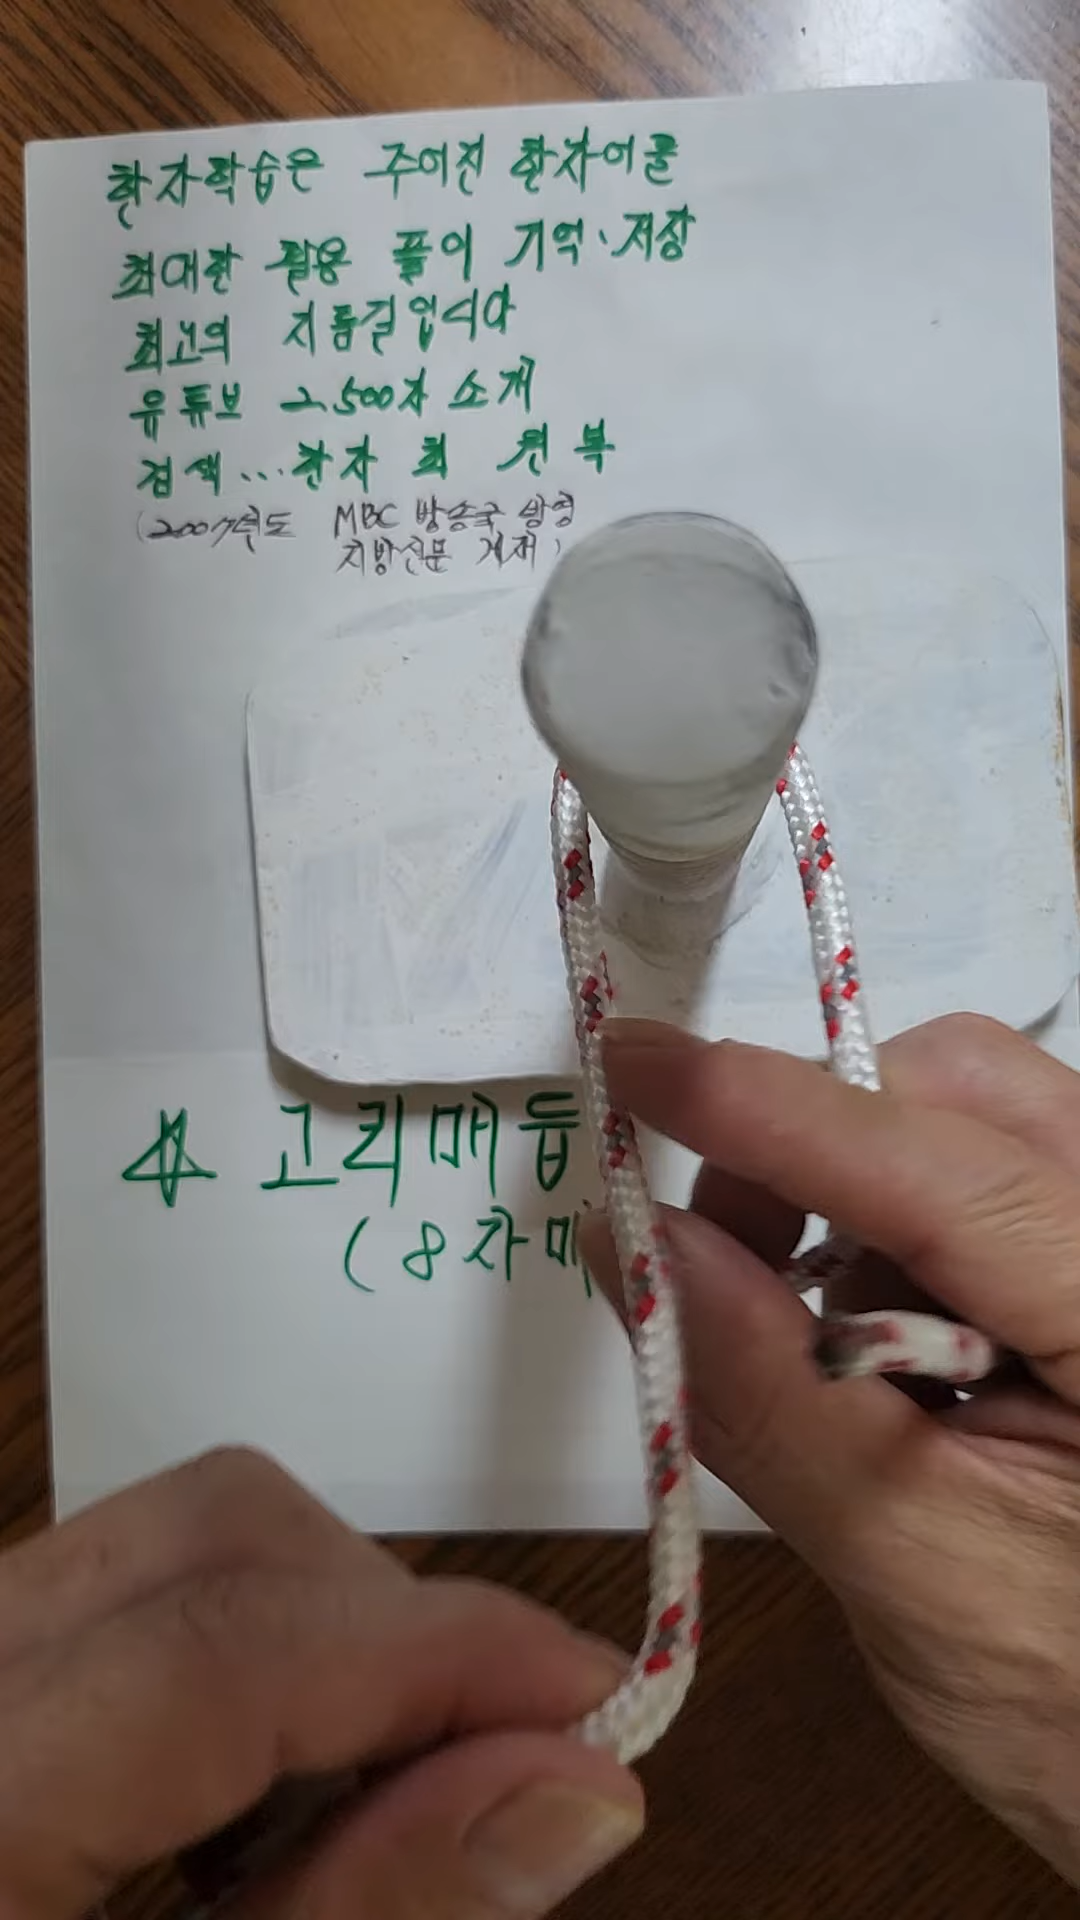 한자학습은 주어진 한자어를
최대한 활용 풀이 기억·저장
최고의 지름길입니다
유튜브 2,500자 소개
검색...한자 최 원 복
(2007년도 MBC 방송국 방영
지방신문 게재)
☆ 고리매듭
(8자매